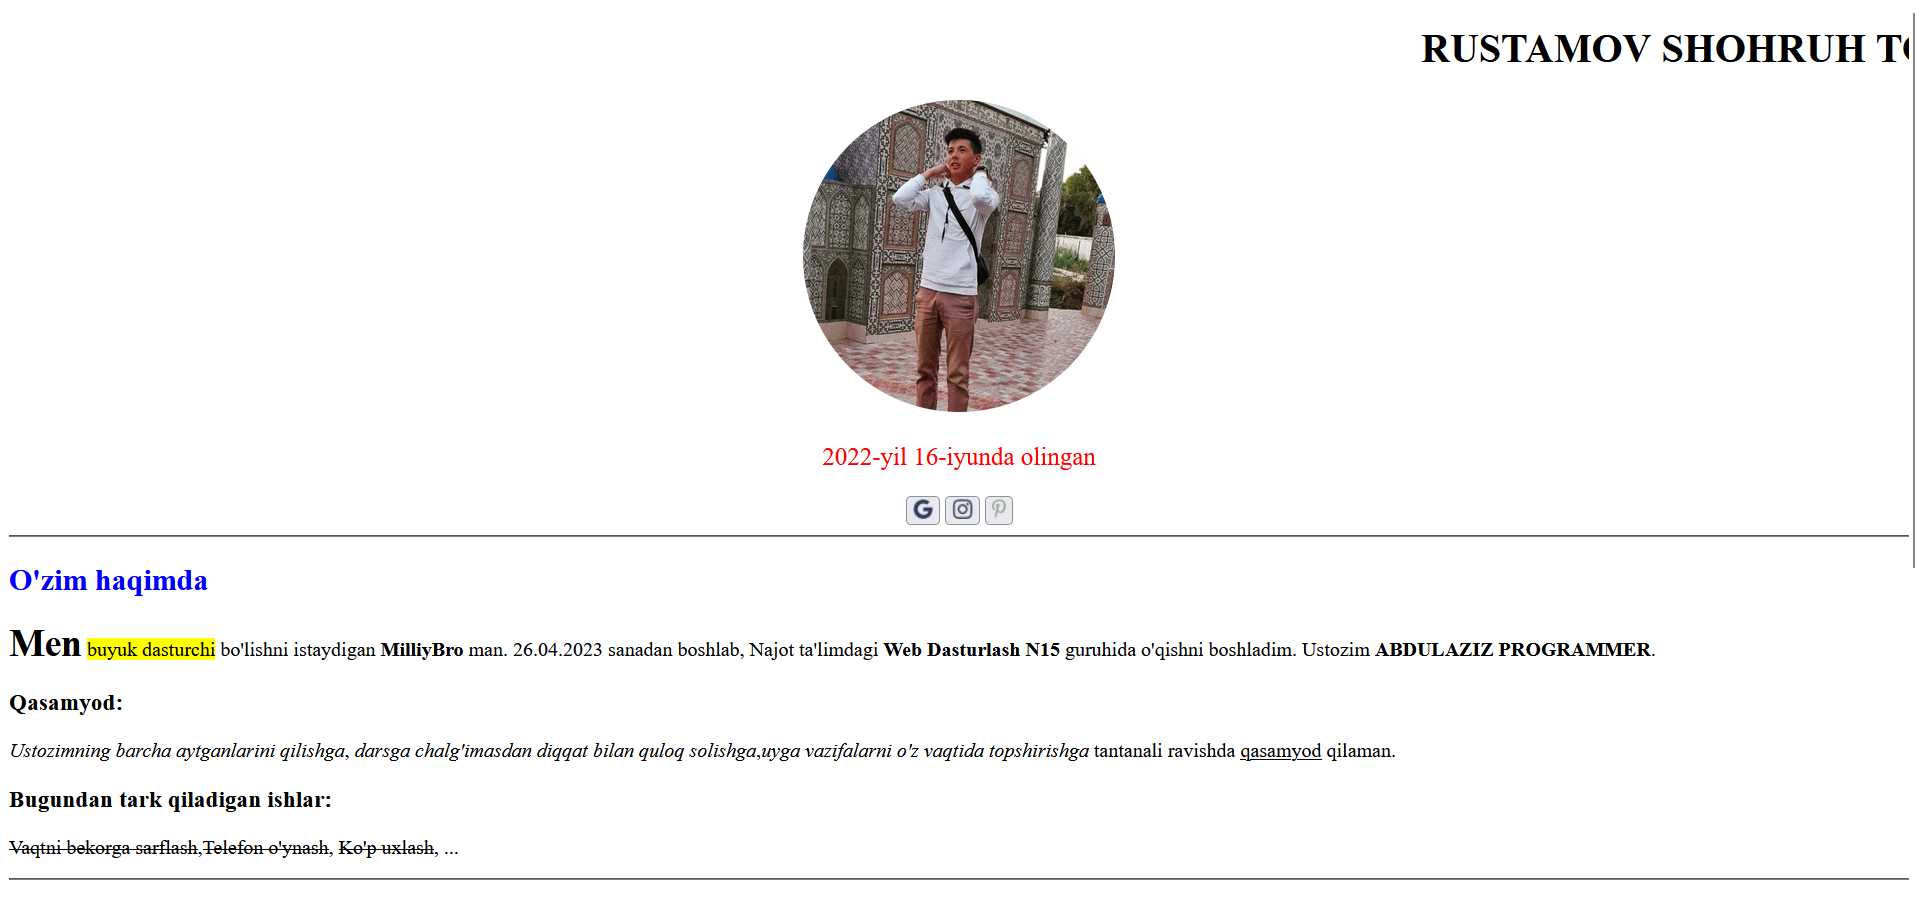 RUSTAMOV SHOHRUH
2022-yil 16-iyunda olingan
O'zim haqimda
Men buyuk dasturchi bo'lishni istaydigan MilliyBro man. 26.04.2023 sanadan boshlab, Najot ta'limdagi Web Dasturlash N15 guruhida o'qishni boshladim. Ustozim ABDULAZIZ PROGRAMMER.
Qasamyod:
Ustozimning barcha aytganlarini qilishga, darsga chalg'imasdan diqqat bilan quloq solishga,uyga vazifalarni o'z vaqtida topshirishga tantanali ravishda qasamyod qilaman.
Bugundan tark qiladigan ishlar:
Vaqtni bekorga sarflash,Telefon o'ynash, Ko'p uxlash, ...